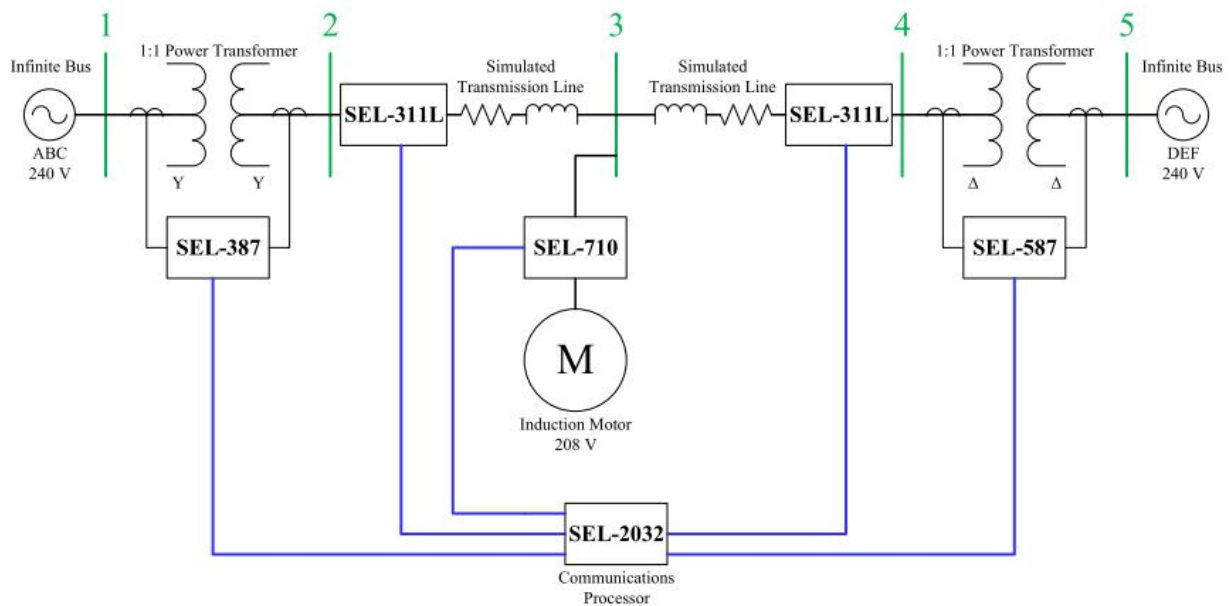 1
2
3
4
5
1:1 Power Transformer
1:1 Power Transformer
Infinite Bus
Simulated
Transmission Line
Simulated
Transmission Line
Infinite Bus
SEL-311L
SEL-311L
ABC
240 V
DEF
240 V
Y
Y
Δ
Δ
SEL-387
SEL-710
SEL-587
M
Induction Motor
208 V
SEL-2032
Communications
Processor